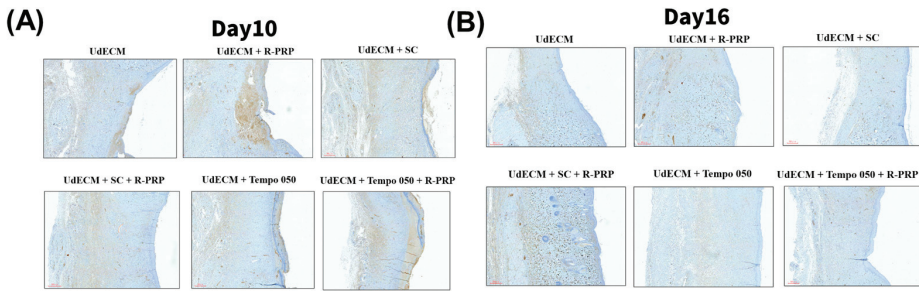 (A)
Day10
UdECM
UdECM + R-PRP
UdECM + SC
UdECM + SC + R-PRP
UdECM + Tempo 050
UdECM + Tempo 050 + R-PRP
(B)
Day16
UdECM
UdECM + R-PRP
UdECM + SC
UdECM + SC + R-PRP
UdECM + Tempo 050
UdECM + Tempo 050 + R-PRP